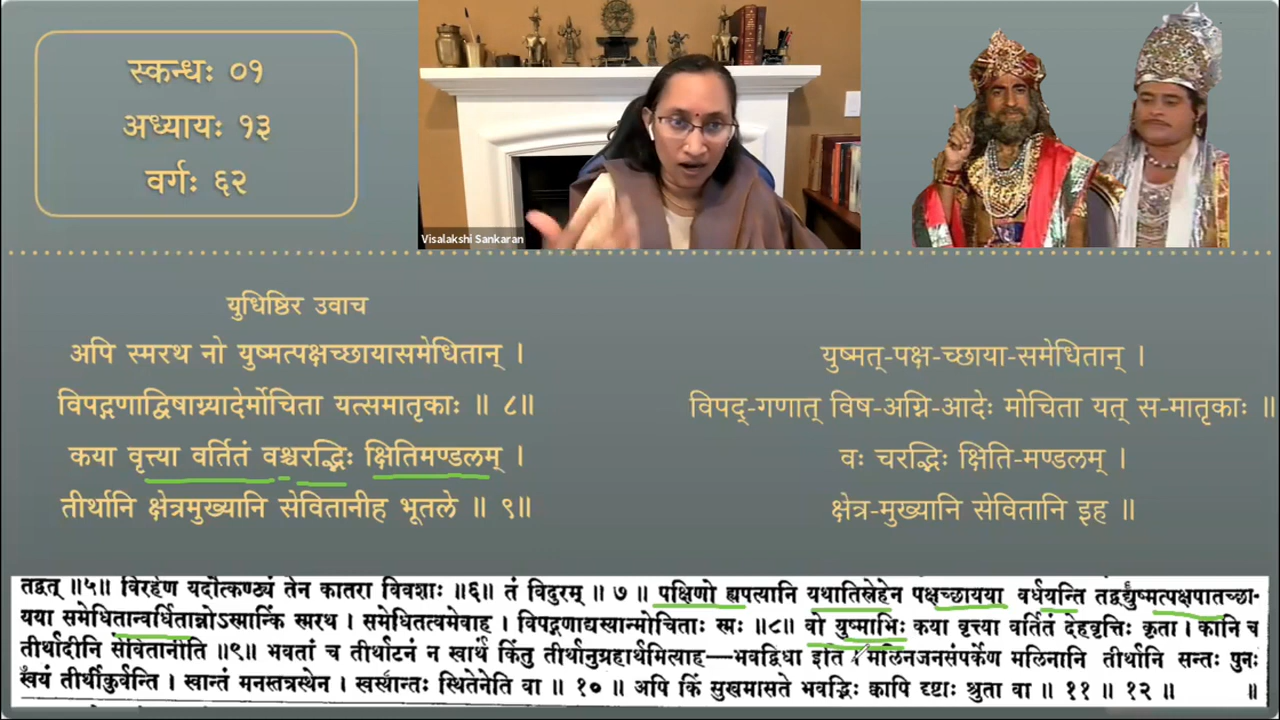 स्कन्धः ०१
अध्यायः १३
वर्गः ६२
Visalakshi Sankaran
युधिष्ठिर उवाच
अपि स्मरथ नो युष्मत्पक्षच्छायासमेधितान् ।
विपद्गणाद्विषाग्न्यादेर्मोचिता यत्समातृकाः ॥ ८॥
कया वृत्त्या वर्तितं वश्चरद्भिः क्षितिमण्डलम् ।
तीर्थानि क्षेत्रमुख्यानि सेवितानीह भूतले ॥ ९॥
युष्मत्-पक्ष-च्छाया-समेधितान् ।
विपद्-गणात् विष-अग्नि-आदेः मोचिता यत् स-मातृकाः ॥
वः चरद्भिः क्षिति-मण्डलम् ।
क्षेत्र-मुख्यानि सेवितानि इह ॥
तद्वत् ॥५॥ विरहेण यदौत्कण्ठ्यं तेन कातरा विवशाः ॥६॥ तं विदुरम् ॥ ७ ॥ पक्षिणो ह्यपत्यानि यथातिस्नेहेन पक्षच्छायया वर्धयन्ति तद्वद्युष्मत्पक्षपातच्छा-
यया समेधितान्वर्धितान्नोऽस्मान्किं स्मरथ । समेधितत्वमेवाह । विपद्गणाद्यस्मान्मोचिताः स्मः ॥८॥ वो युष्माभिः कया वृत्त्या वर्तितं देहवृत्तिः कृता । कानि च
तीर्थादीनि सेवितानीति ॥९॥ भवतां च तीर्थाटनं न स्वार्थं किंतु तीर्थानुग्रहार्थमित्याह—भवद्विधा इति । मलिनजनसंपर्केण मलिनानि तीर्थानि सन्तः पुनः
स्वयं तीर्थीकुर्वन्ति । स्वान्तं मनस्तत्रस्थेन । स्वस्यान्तः स्थितेनेति वा ॥ १० ॥ अपि किं सुखमासते भवद्भिः क्वापि दृष्टाः श्रुता वा ॥ ११ ॥ १२ ॥ ॥